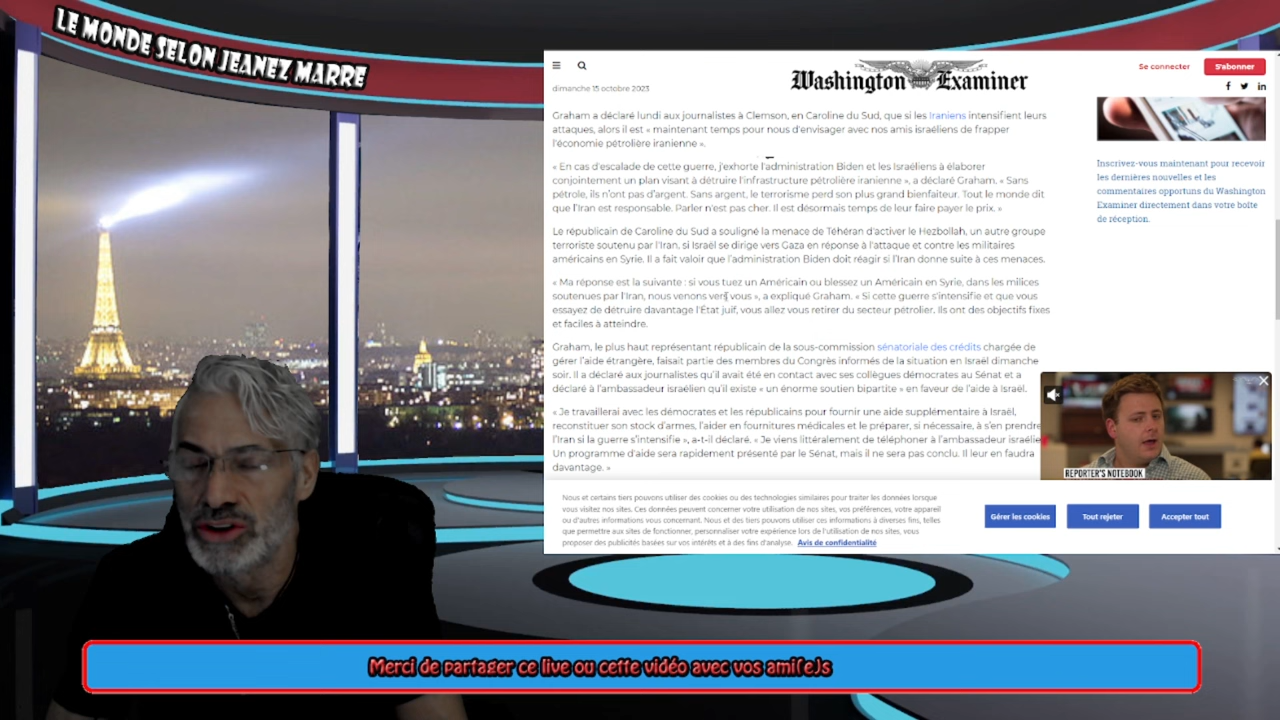 LE MONDE SELON JEANEZ MARRE
Washington Examiner
Se connecter
S'abonner
dimanche 15 octobre 2023
Graham a déclaré lundi aux journalistes à Clemson, en Caroline du Sud, que si les Iraniens intensifient leurs
attaques, alors il est « maintenant temps pour nous d'envisager avec nos amis israéliens de frapper
l'économie pétrolière iranienne ».
« En cas d'escalade de cette guerre, j'exhorte l'administration Biden et les Israéliens à élaborer
conjointement un plan visant à détruire l'infrastructure pétrolière iranienne », a déclaré Graham. « Sans
pétrole, ils n'ont pas d'argent. Sans argent, le terrorisme perd son plus grand bienfaiteur. Tout le monde dit
que l'Iran est responsable. Parler n'est pas cher. Il est désormais temps de leur faire payer le prix. »
Le républicain de Caroline du Sud a souligné la menace de Téhéran d'activer le Hezbollah, un autre groupe
terroriste soutenu par l'Iran, si Israël se dirige vers Gaza en réponse à l'attaque et contre les militaires
américains en Syrie. Il a fait valoir que l'administration Biden doit réagir si l'Iran donne suite à ces menaces.
« Ma réponse est la suivante : si vous tuez un Américain ou blessez un Américain en Syrie, dans les milices
soutenues par l'Iran, nous venons vers vous », a expliqué Graham. « Si cette guerre s'intensifie et que vous
essayez de détruire davantage l'État juif, vous allez vous retirer du secteur pétrolier. Ils ont des objectifs fixes
et faciles à atteindre.
Graham, le plus haut représentant républicain de la sous-commission sénatoriale des crédits chargée de
gérer l'aide étrangère, faisait partie des membres du Congrès informés de la situation en Israël dimanche
soir. Il a déclaré aux journalistes qu'il avait été en contact avec ses collègues démocrates au Sénat et a
déclaré à l'ambassadeur israélien qu'il existe « un énorme soutien bipartite » en faveur de l'aide à Israël.
« Je travaillerai avec les démocrates et les républicains pour fournir une aide supplémentaire à Israël,
reconstituer son stock d'armes, l'aider en fournitures médicales et le préparer, si nécessaire, à s'en prendre
l'Iran si la guerre s'intensifie », a-t-il déclaré. « Je viens littéralement de téléphoner à l'ambassadeur israélie
Un programme d'aide sera rapidement présenté par le Sénat, mais il ne sera pas conclu. Il leur en faudra
davantage. »
Inscrivez-vous maintenant pour recevoir
les dernières nouvelles et les
commentaires opportuns du Washington
Examiner directement dans votre boîte
de réception.
REPORTER'S NOTEBOOK
Nous et certains tiers pouvons utiliser des cookies ou des technologies similaires pour traiter les données lorsque
vous visitez nos sites. Ces données peuvent concerner votre utilisation de nos sites, vos préférences, votre appareil
ou d'autres informations vous concernant. Nous et des tiers pouvons utiliser ces informations à diverses fins, telles
que permettre aux sites de fonctionner, personnaliser votre expérience lors de l'utilisation de nos sites, vous
proposer des publicités basées sur vos intérêts et à des fins d'analyse. Avis de confidentialité
Gérer les cookies
Tout rejeter
Accepter tout
Merci de partager ce live ou cette vidéo avec vos ami(e)s